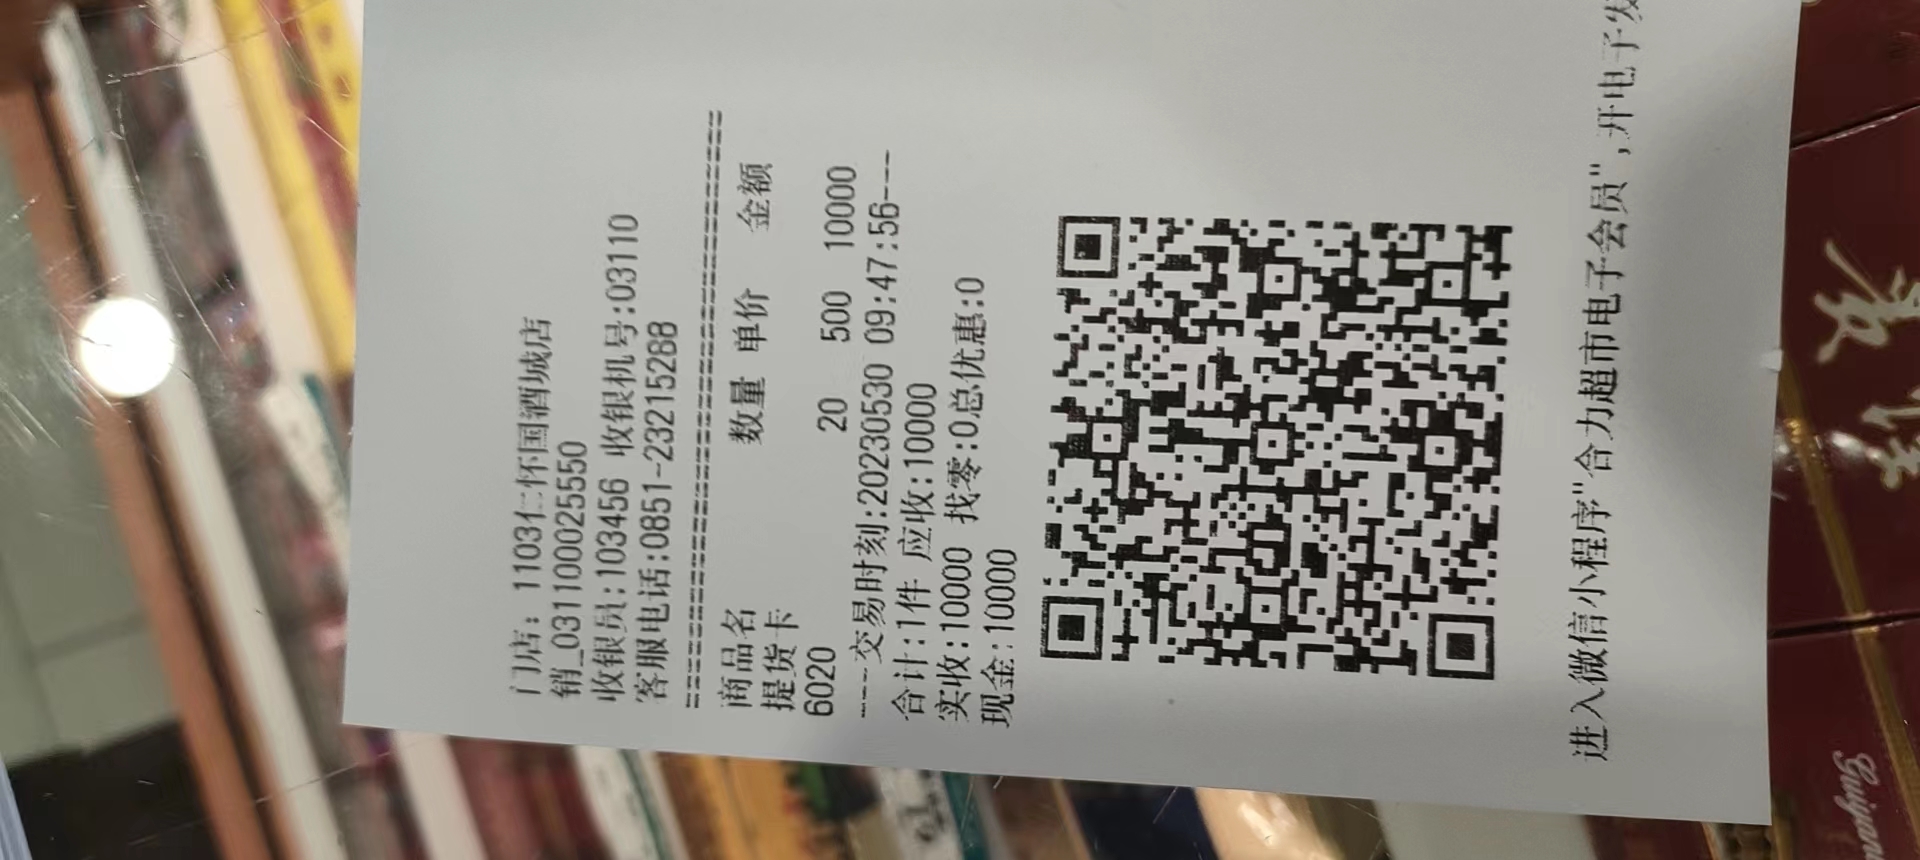 门店: 1103仁怀国酒城店
销_0311000025550
收银员:103456 收银机号:03110
客服电话:0851-23215288
========================================
商品名 数量 单价 金额
提货卡
6020 20 500 10000
---交易时刻:20230530 09:47:56---
合计:1件 应收:10000
实收:10000 找零:0总优惠:0
现金:10000
进入微信小程序"合力超市电子会员",开电子发